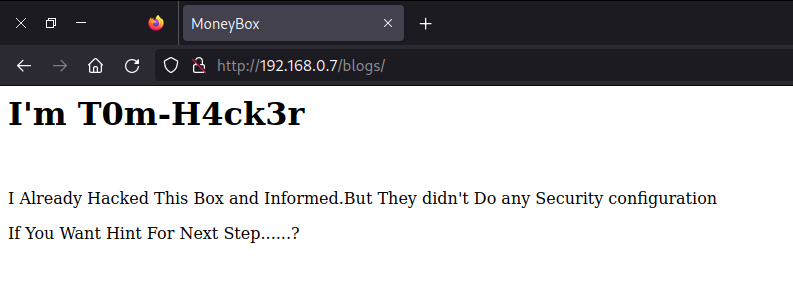 MoneyBox
http://192.168.0.7/blogs/
I'm T0m-H4ck3r
I Already Hacked This Box and Informed.But They didn't Do any Security configuration
If You Want Hint For Next Step......?